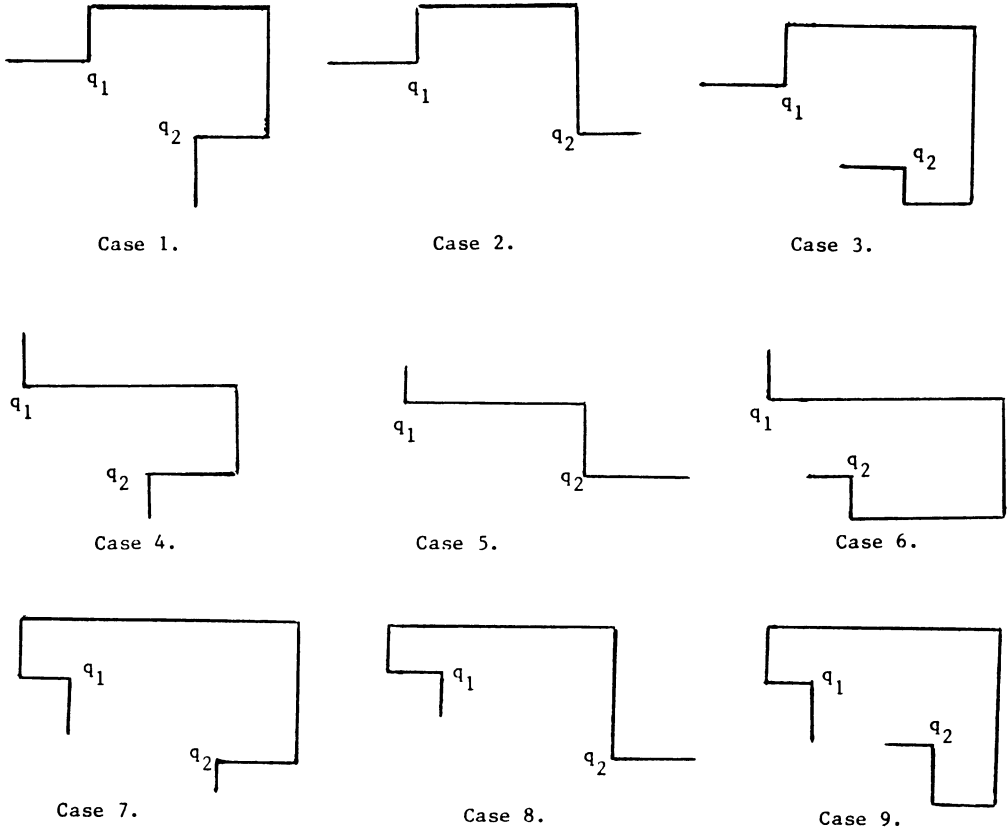 q1
q2
Case 1.
q1
q2
Case 2.
q1
q2
Case 3.
q1
q2
Case 4.
q1
q2
Case 5.
q1
q2
Case 6.
q1
q2
Case 7.
q1
q2
Case 8.
q1
q2
Case 9.